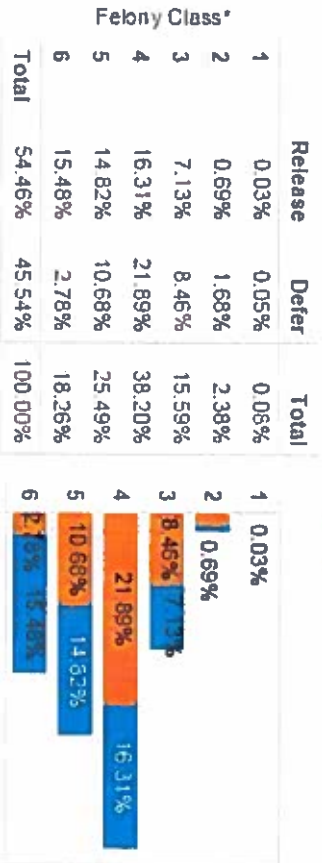 Felony Class*
Release Defer Total
1 0.03% 0.05% 0.08%
2 0.69% 1.68% 2.38%
3 7.13% 8.46% 15.59%
4 16.31% 21.89% 38.20%
5 14.82% 10.68% 25.49%
6 15.48% 2.78% 18.26%
Total 54.46% 45.54% 100.00%
1 0.03%
2 0.69%
3 8.46% 7.13%
4 21.89% 16.31%
5 10.68% 14.82%
6 2.78% 15.48%